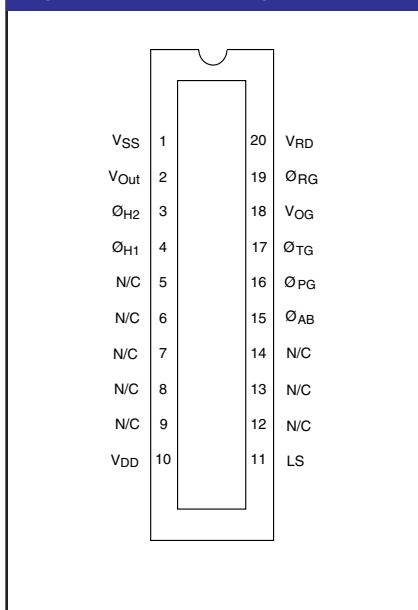 VSS 1 20 VRD
VOut 2 19 ØRG
ØH2 3 18 VOG
ØH1 4 17 ØTG
N/C 5 16 ØPG
N/C 6 15 ØAB
N/C 7 14 N/C
N/C 8 13 N/C
N/C 9 12 N/C
VDD 10 11 LS